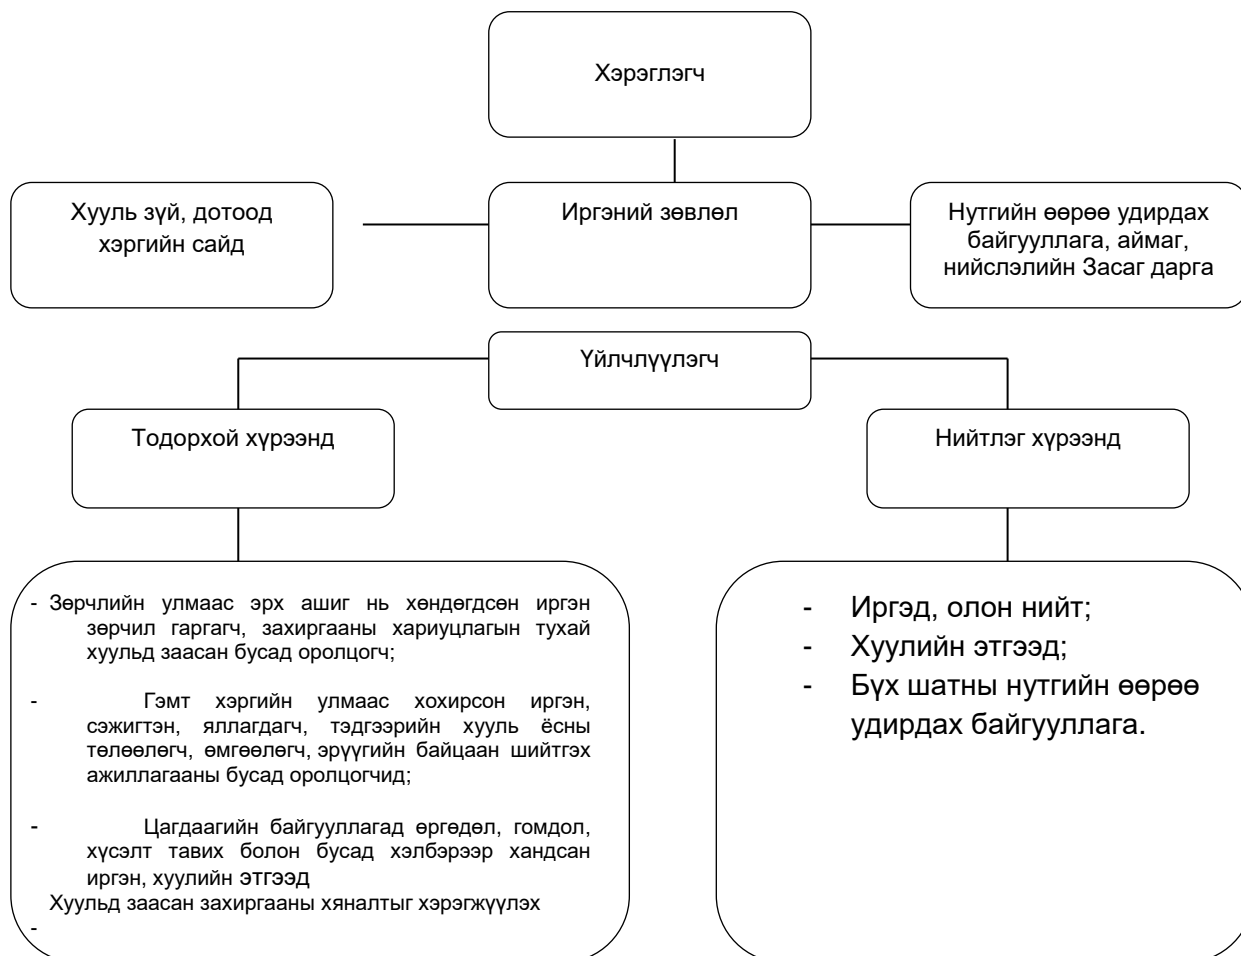 Хэрэглэгч
Хууль зүй, дотоод
хэргийн сайд
Иргэний зөвлөл
Нутгийн өөрөө удирдах
байгууллага, аймаг,
нийслэлийн Засаг дарга
Үйлчлүүлэгч
Тодорхой хүрээнд
Нийтлэг хүрээнд
- Зөрчлийн улмаас эрх ашиг нь хөндөгдсөн иргэн
зөрчил гаргагч, захиргааны хариуцлагын тухай
хуульд заасан бусад оролцогч;
- Гэмт хэргийн улмаас хохирсон иргэн,
сэжигтэн, яллагдагч, тэдгээрийн хууль ёсны
төлөөлөгч, өмгөөлөгч, эрүүгийн байцаан шийтгэх
ажиллагааны бусад оролцогчид;
- Цагдаагийн байгууллагад өргөдөл, гомдол,
хүсэлт тавих болон бусад хэлбэрээр хандсан
иргэн, хуулийн этгээд
Хуульд заасан захиргааны хяналтыг хэрэгжүүлэх
-
- Иргэд, олон нийт;
- Хуулийн этгээд;
- Бүх шатны нутгийн өөрөө
удирдах байгууллага.